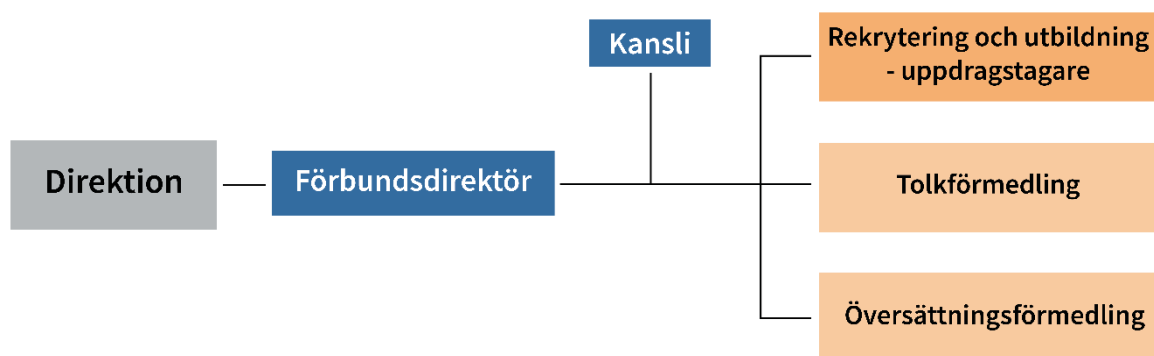 Kansli
Rekrytering och utbildning
- uppdragstagare
Direktion
Förbundsdirektör
Tolkförmedling
Översättningsförmedling